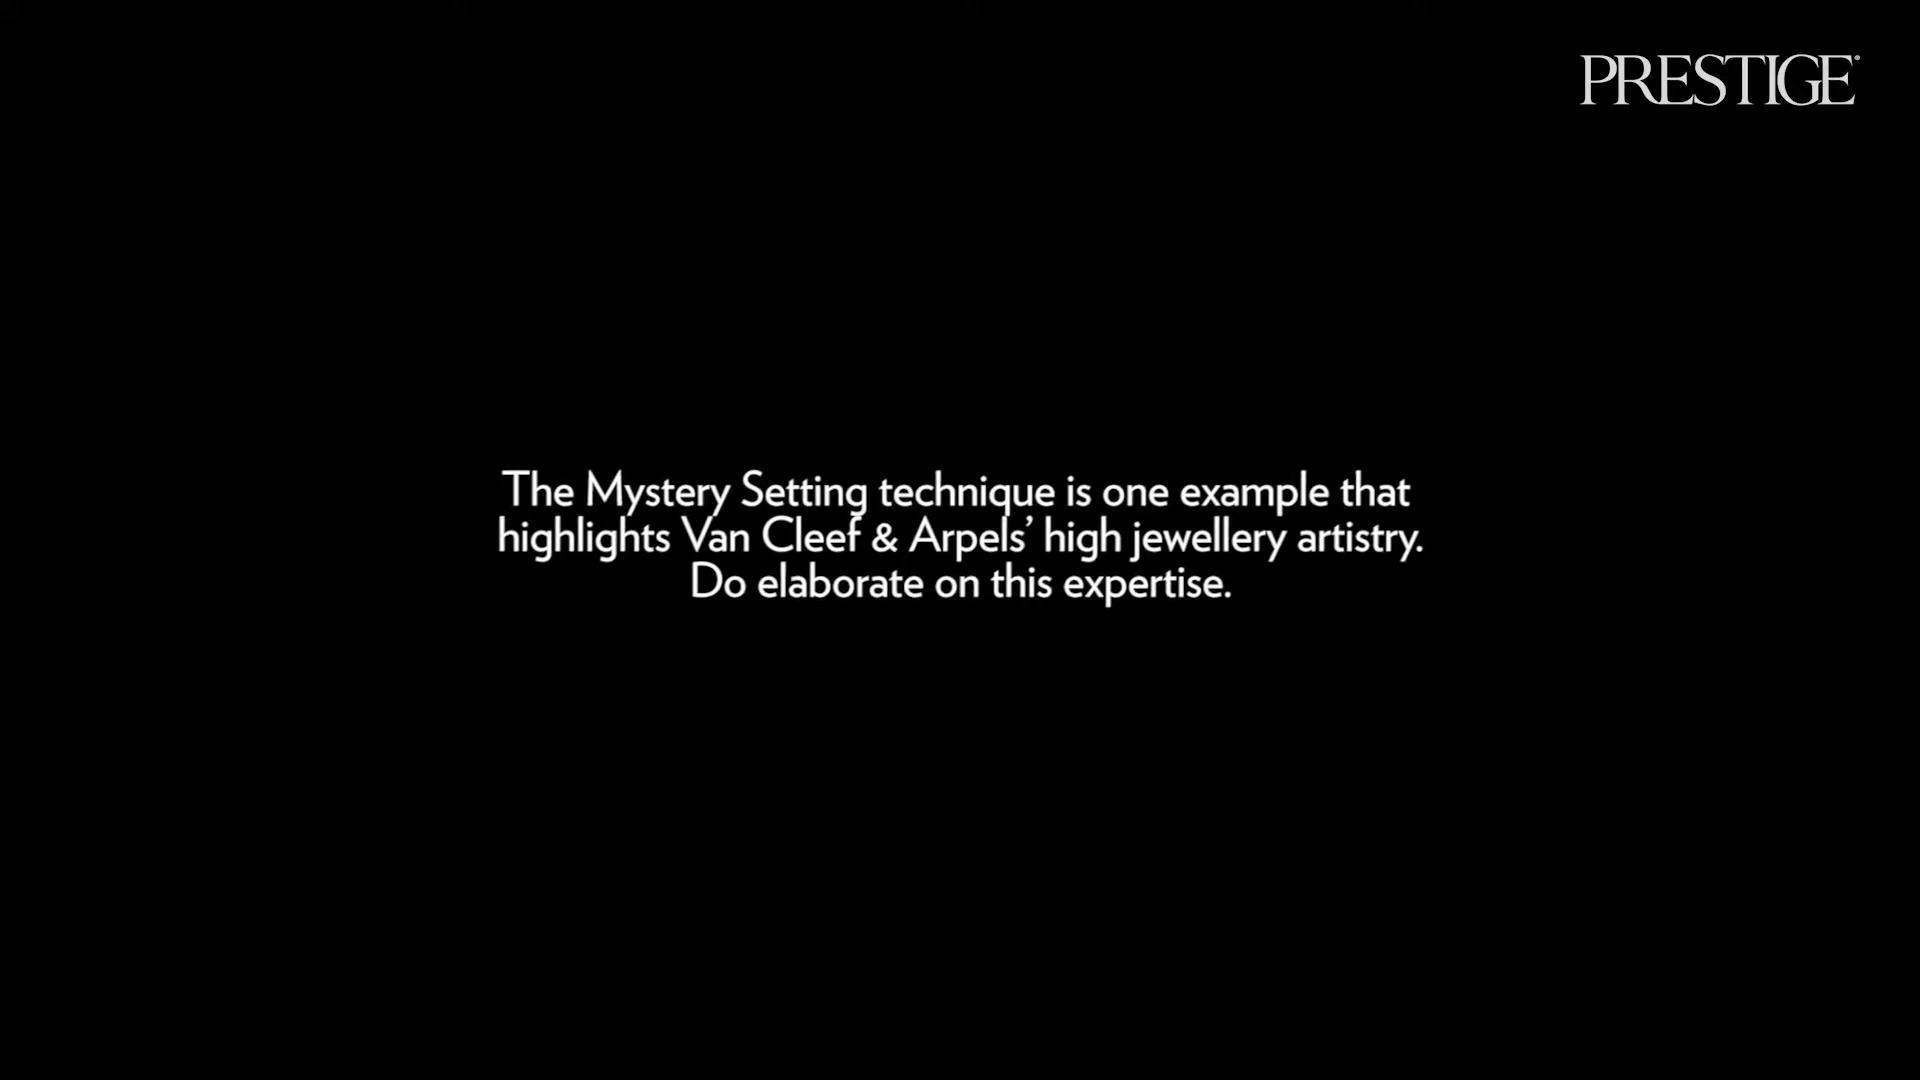 PRESTIGE
The Mystery Setting technique is one example that
highlights Van Cleef & Arpels’ high jewellery artistry.
Do elaborate on this expertise.